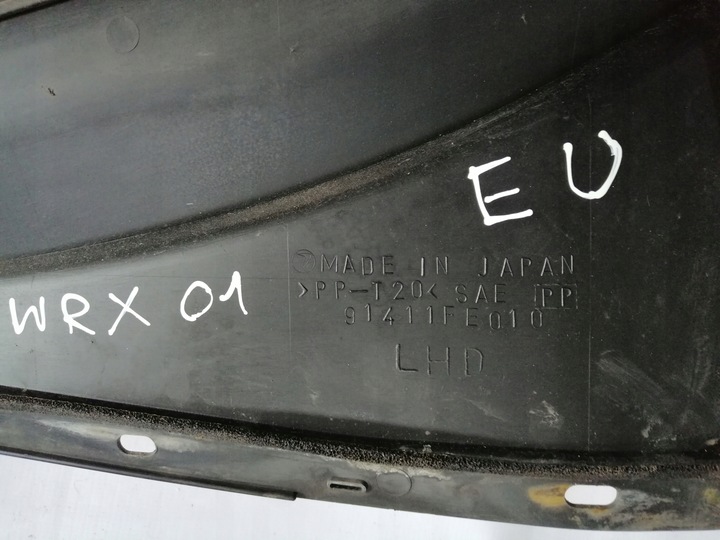 EU
MADE IN JAPAN
>PP-T20< SAE PP
91411FE010
WRX 01
LHD